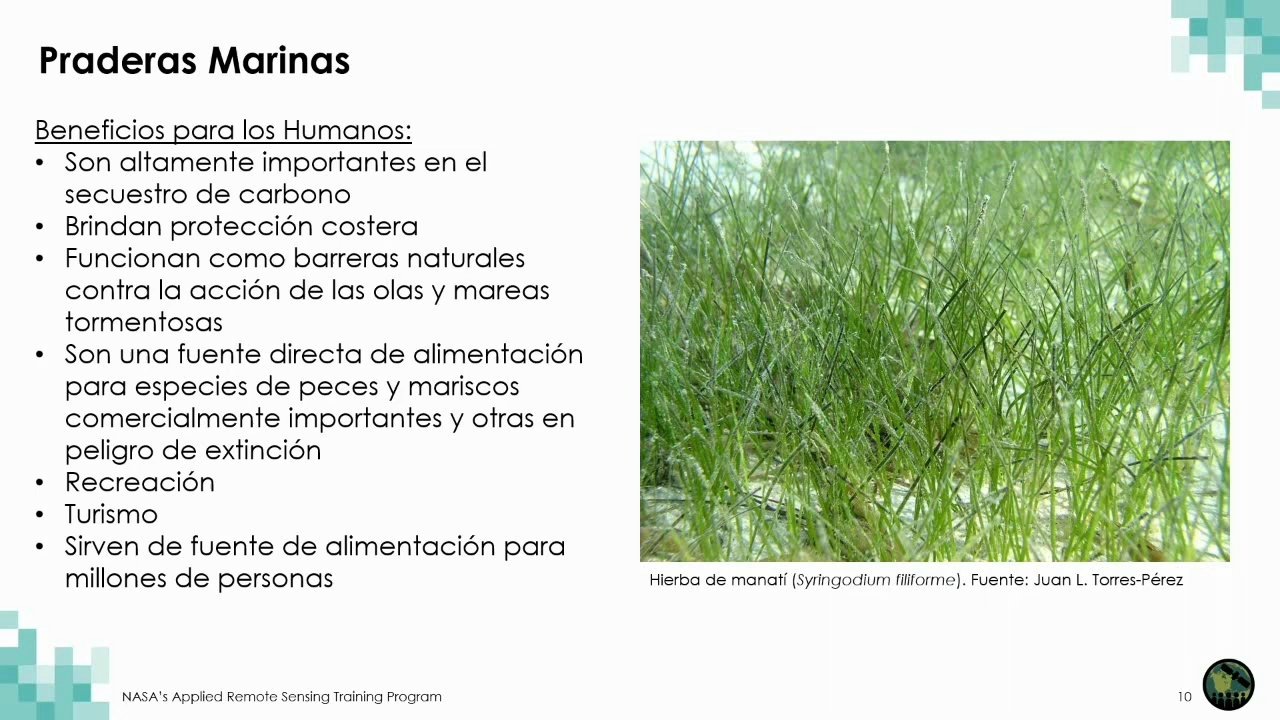 Praderas Marinas
Beneficios para los Humanos:
• Son altamente importantes en el
secuestro de carbono
• Brindan protección costera
• Funcionan como barreras naturales
contra la acción de las olas y mareas
tormentosas
• Son una fuente directa de alimentación
para especies de peces y mariscos
comercialmente importantes y otras en
peligro de extinción
• Recreación
• Turismo
• Sirven de fuente de alimentación para
millones de personas
Hierba de manatí (Syringodium filiforme). Fuente: Juan L. Torres-Pérez
NASA's Applied Remote Sensing Training Program
10